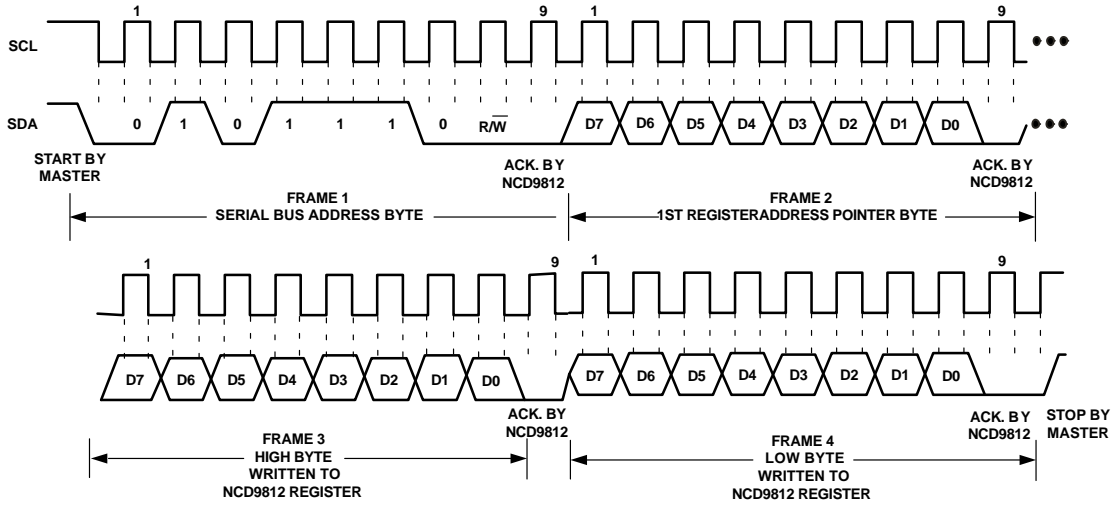 1 9 1 9
SCL
SDA 0 1 0 1 1 1 0 R/W D7 D6 D5 D4 D3 D2 D1 D0
START BY
MASTER
ACK. BY
NCD9812
ACK. BY
NCD9812
FRAME 1
SERIAL BUS ADDRESS BYTE
FRAME 2
1ST REGISTERADDRESS POINTER BYTE
1 9 1 9
D7 D6 D5 D4 D3 D2 D1 D0 D7 D6 D5 D4 D3 D2 D1 D0
ACK. BY
NCD9812
ACK. BY
NCD9812
STOP BY
MASTER
FRAME 3
HIGH BYTE
WRITTEN TO
NCD9812 REGISTER
FRAME 4
LOW BYTE
WRITTEN TO
NCD9812 REGISTER